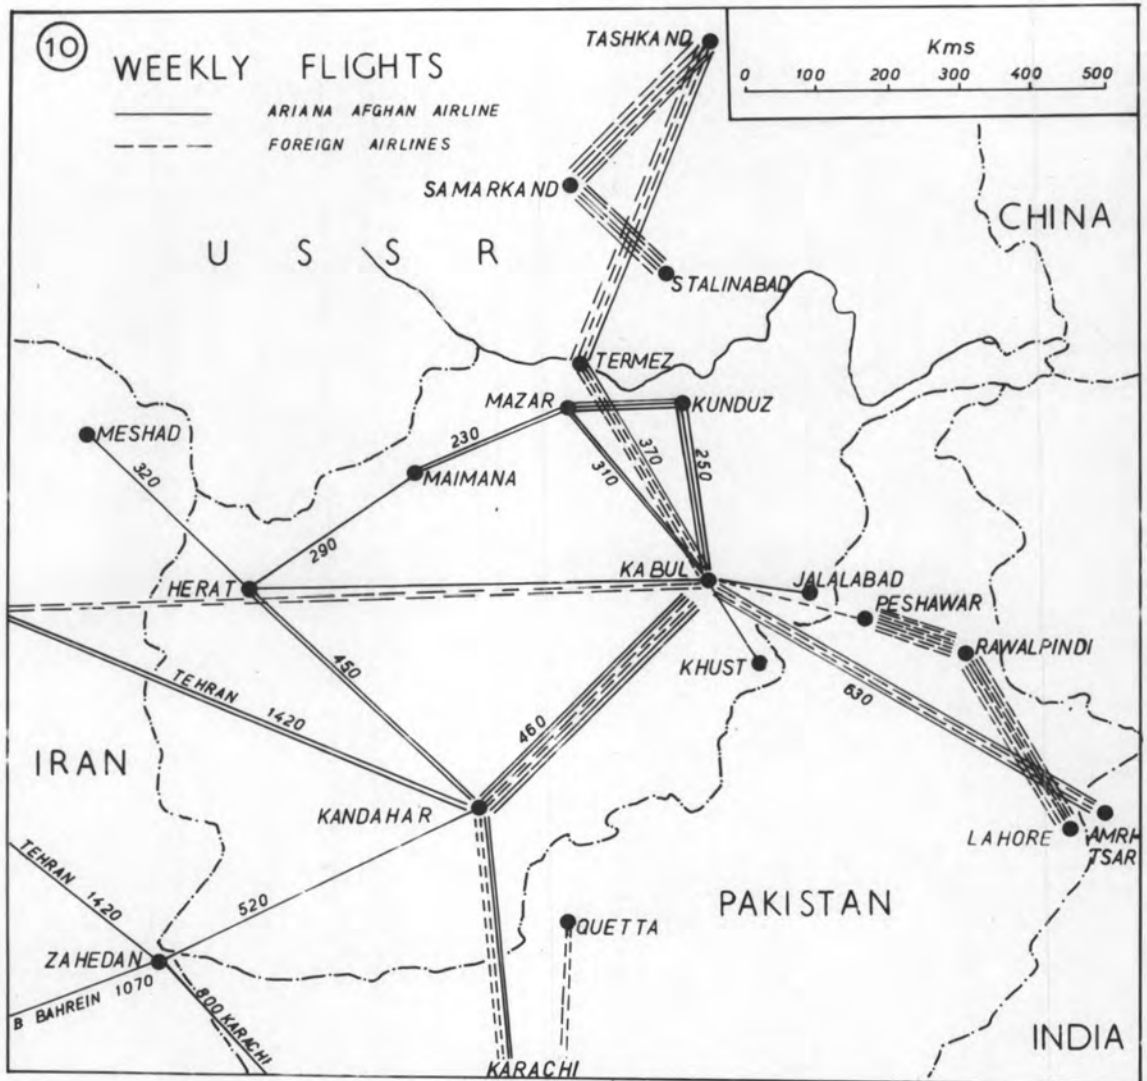 10
WEEKLY FLIGHTS
ARIANA AFGHAN AIRLINE
FOREIGN AIRLINES
Kms
0 100 200 300 400 500
TASHKAND
SAMARKAND
CHINA
U S S R
STALINABAD
TERMEZ
MAZAR
KUNDUZ
MESHAD
230
370
250
320
MAIMANA
310
290
KABUL
HERAT
JALALABAD
PESHAWAR
RAWALPINDI
KHUST
450
TEHRAN 1420
630
460
IRAN
KANDAHAR
LAHORE
AMRH
TSAR
TEHRAN 1420
520
PAKISTAN
QUETTA
ZAHEDAN
B BAHREIN 1070
800 KARACHI
INDIA
KARACHI